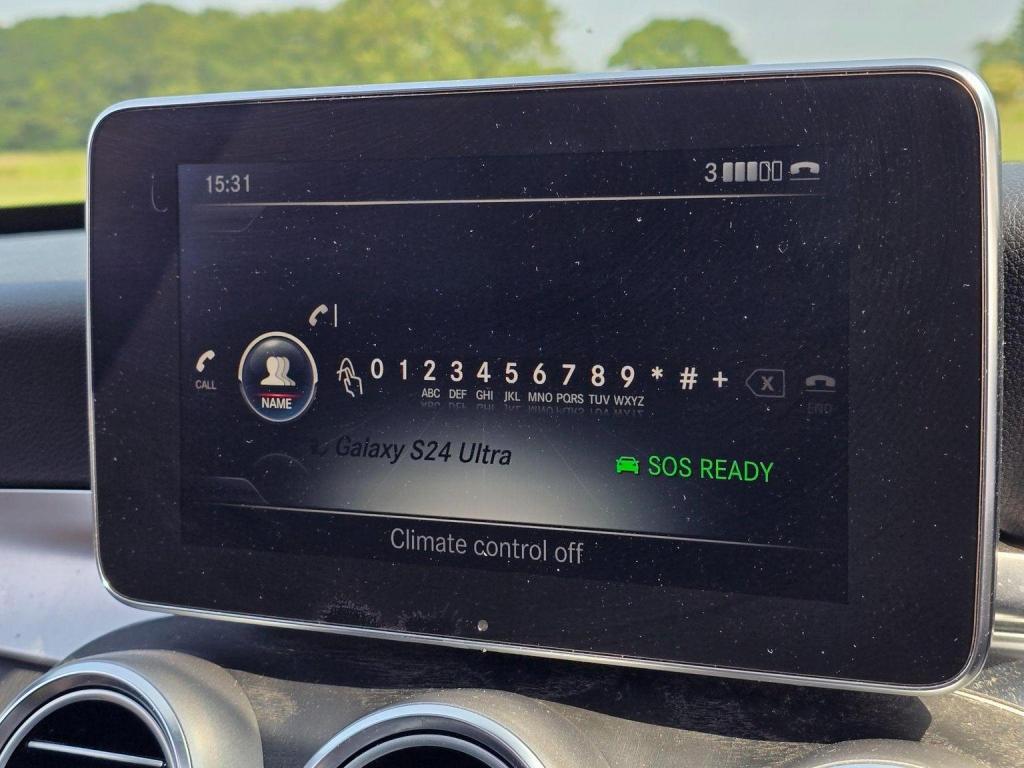 15:31 3
CALL NAME 0 1 2 3 4 5 6 7 8 9 * # + X END
ABC DEF GHI JKL MNO PQRS TUV WXYZ
Galaxy S24 Ultra SOS READY
Climate control off